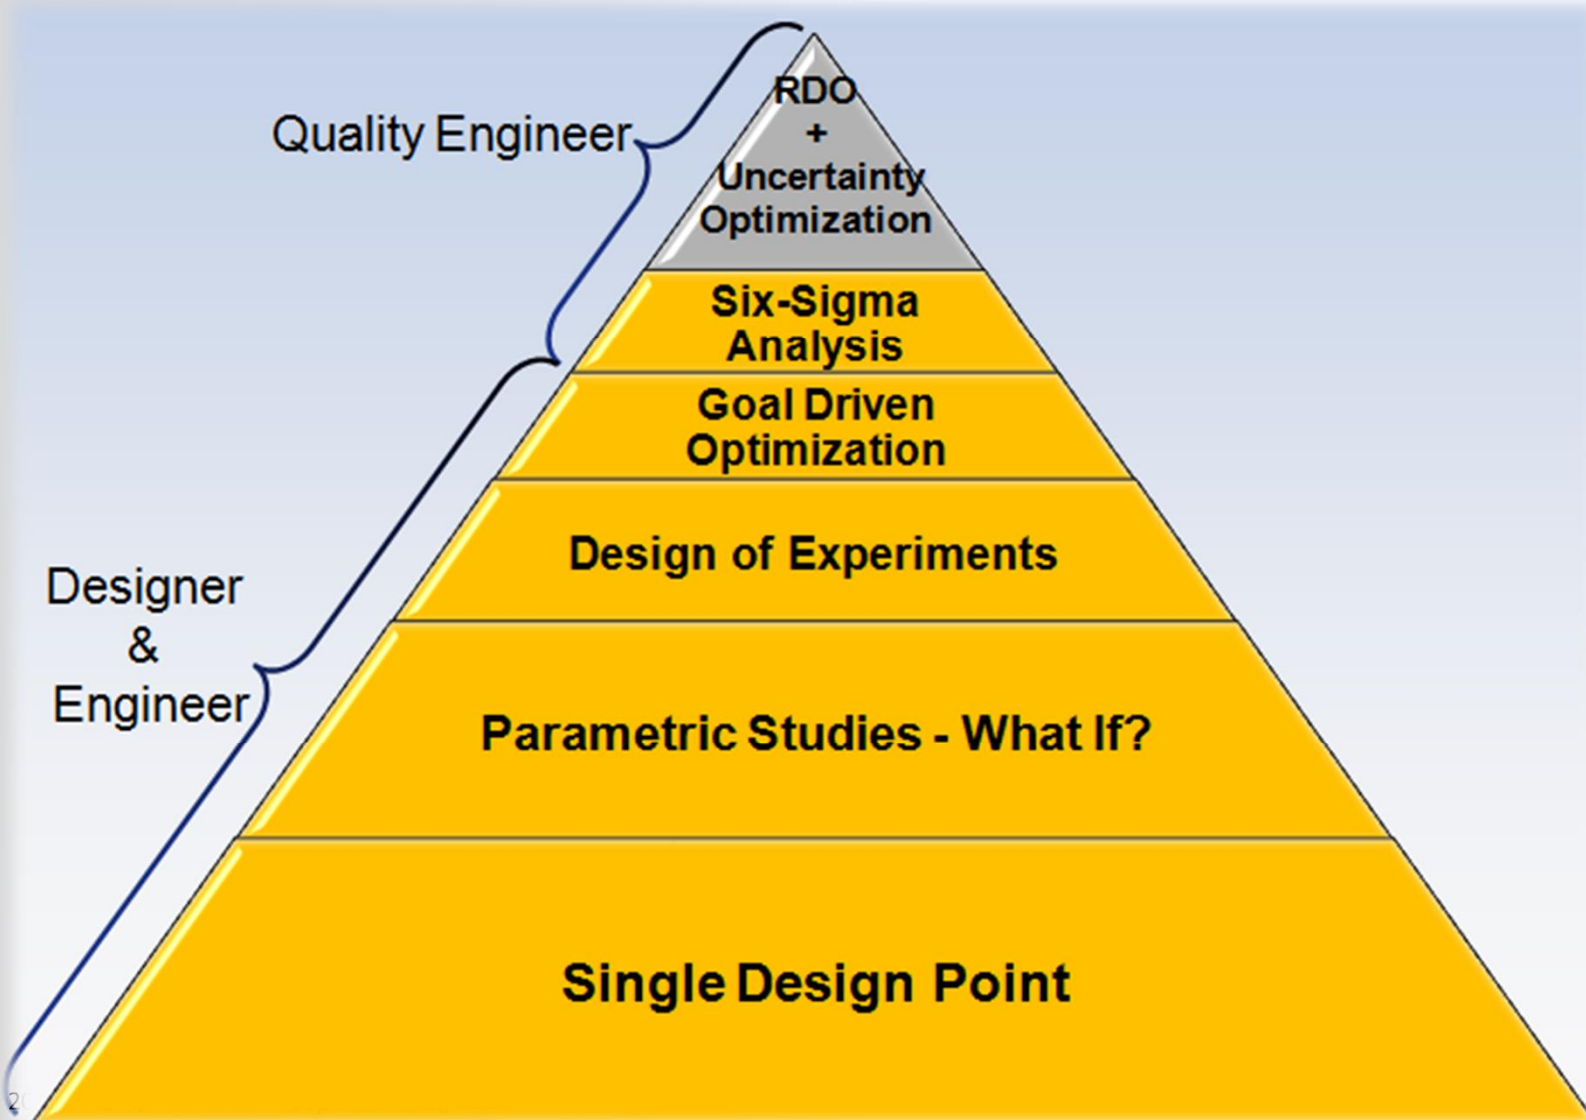 RDO
+
Uncertainty
Optimization
Quality Engineer
Six-Sigma
Analysis
Goal Driven
Optimization
Design of Experiments
Designer
&
Engineer
Parametric Studies - What If?
Single Design Point